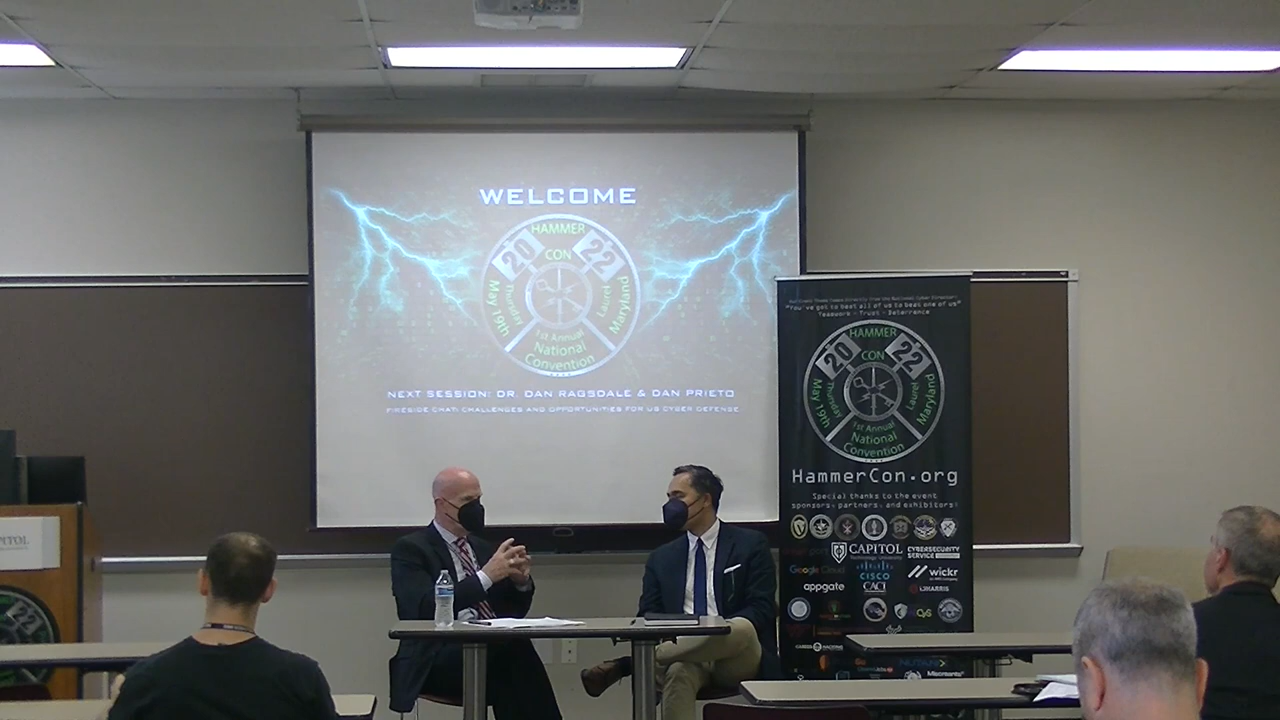 WELCOME
HAMMER
CON
20
22
May 19th
Thursday
Laurel
Maryland
1st Annual
National
Convention
NEXT SESSION: DR. DAN RAGSDALE & DAN PRIETO
FIRESIDE CHAT: CHALLENGES AND OPPORTUNITIES FOR US CYBER DEFENSE
"You've got to beat all of us to beat one of us"
Teamwork - Trust - Deterrence
HAMMER
CON
20
22
May 19th
Thursday
Laurel
Maryland
1st Annual
National
Convention
HammerCon.org
Special thanks to the event
sponsors, partners, and exhibitors!
CAPITOL
CYBERSECURITY
SERVICE
Google Cloud
CISCO
wickr
appgate
CACI
L3HARRIS
NUTANIX
CAPITOL